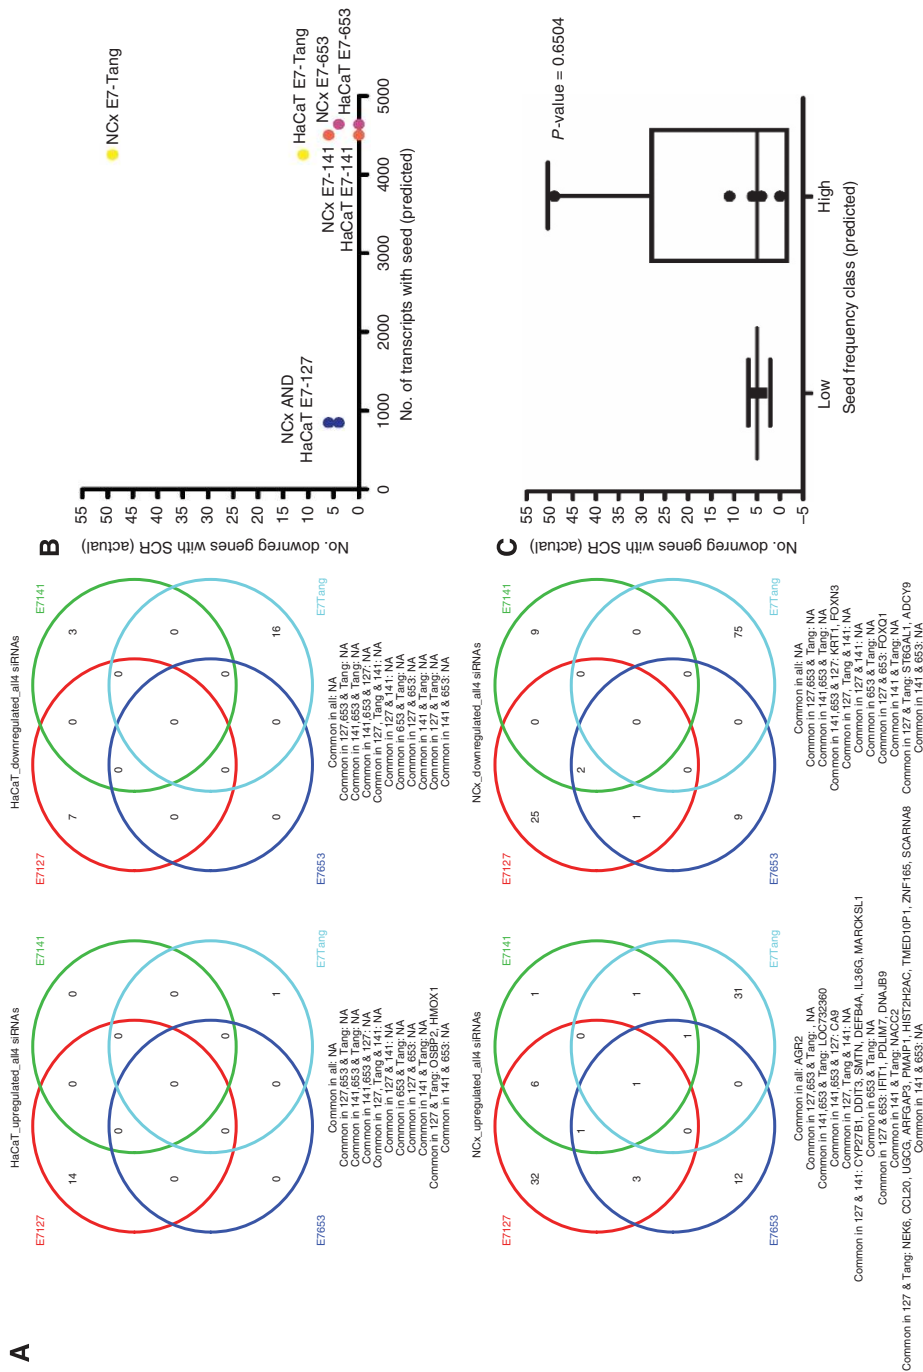 A
HaCaT_upregulated_all4 siRNAs
E7127
E7141
E7653
E7Tang
14
0
0
0
0
0
0
0
0
0
0
0
1
Common in all: NA
Common in 127,653 & Tang: NA
Common in 141,653 & Tang: NA
Common in 141,653 & 127: NA
Common in 127, Tang & 141: NA
Common in 127 & 141: NA
Common in 653 & Tang: NA
Common in 127 & 653: NA
Common in 141 & Tang: NA
Common in 127 & Tang: OSBP2, HMOX1
Common in 141 & 653: NA
HaCaT_downregulated_all4 siRNAs
E7127
E7141
E7653
E7Tang
7
0
3
0
0
0
0
0
0
0
0
0
16
Common in all: NA
Common in 127,653 & Tang: NA
Common in 141,653 & Tang: NA
Common in 141,653 & 127: NA
Common in 127, Tang & 141: NA
Common in 127 & 141: NA
Common in 653 & Tang: NA
Common in 127 & 653: NA
Common in 141 & Tang: NA
Common in 127 & Tang: NA
Common in 141 & 653: NA
NCx_upregulated_all4 siRNAs
E7127
E7141
E7653
E7Tang
32
6
1
1
0
3
1
1
0
1
12
0
31
Common in all: AGR2
Common in 127,653 & Tang;: NA
Common in 141,653 & Tang: LOC732360
Common in 141,653 & 127: CA9
Common in 127, Tang & 141: NA
Common in 127 & 141: CYP27B1, DDIT3, SMTN, DEFB4A, IL36G, MARCKSL1
Common in 653 & Tang: NA
Common in 127 & 653: IFIT1, PDLIM7, DNAJB9
Common in 141 & Tang: NACC2
Common in 127 & Tang: NEK6, CCL20, UGCG, ARFGAP3, PMAIP1, HIST2H2AC, TMED10P1, ZNF165, SCARNA8
Common in 141 & 653: NA
NCx_downregulated_all4 siRNAs
E7127
E7141
E7653
E7Tang
25
0
9
2
0
1
0
0
0
0
9
0
75
Common in all: NA
Common in 127,653 & Tang: NA
Common in 141,653 & Tang: NA
Common in 141,653 & 127: KRT1, FOXN3
Common in 127, Tang & 141: NA
Common in 127 & 141: NA
Common in 653 & Tang: NA
Common in 127 & 653: FOXQ1
Common in 141 & Tang: NA
Common in 127 & Tang: ST6GAL1, ADCY9
Common in 141 & 653: NA
B
No. downreg genes with SCR (actual)
55
50
45
40
35
30
25
20
15
10
5
0
0 1000 2000 3000 4000 5000
No. of transcripts with seed (predicted)
NCx E7-Tang
HaCaT E7-Tang
NCx AND
HaCaT E7-127
NCx E7-141
HaCaT E7-141
NCx E7-653
HaCaT E7-653
C
No. downreg genes with SCR (actual)
55
50
45
40
35
30
25
20
15
10
5
0
−5
P-value = 0.6504
Low High
Seed frequency class (predicted)